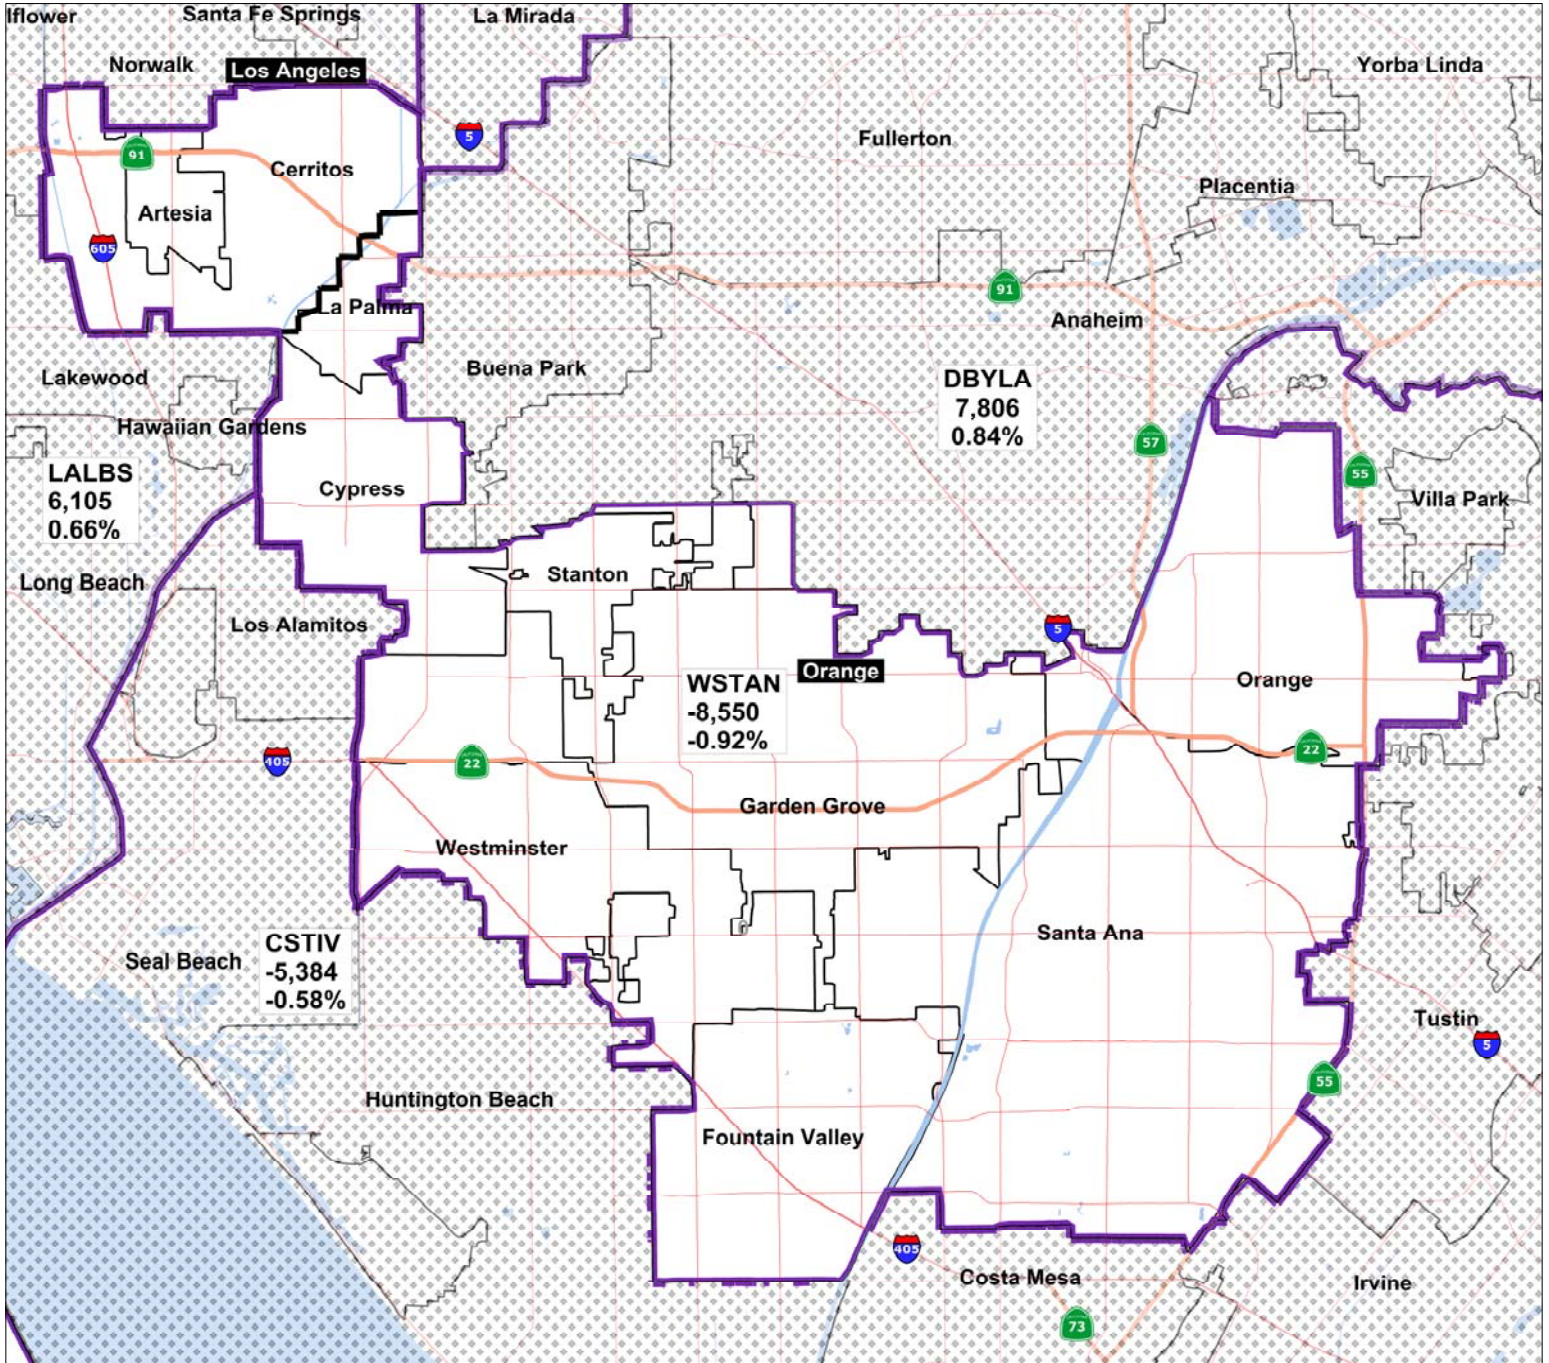 lflower
Santa Fe Springs
La Mirada
Norwalk
Los Angeles
Yorba Linda
5
Fullerton
91
Cerritos
Placentia
Artesia
605
91
La Palma
Anaheim
Lakewood
Buena Park
DBYLA
7,806
0.84%
Hawaiian Gardens
57
LALBS
6,105
0.66%
Cypress
55
Villa Park
Long Beach
Stanton
Los Alamitos
5
Orange
WSTAN
-8,550
-0.92%
Orange
405
22
22
Garden Grove
Westminster
Santa Ana
CSTIV
-5,384
-0.58%
Seal Beach
Tustin
5
55
Huntington Beach
Fountain Valley
405
Costa Mesa
Irvine
73